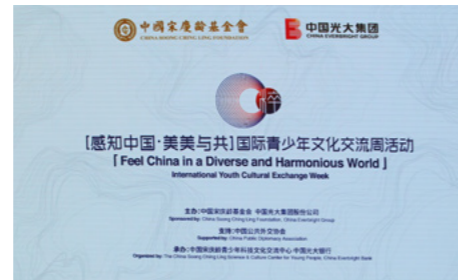 中國宋慶齡基金會 中国光大集团
CHINA SOONG CHING LING FOUNDATION CHINA EVERBRIGHT GROUP
[感知中国·美美与共]国际青少年文化交流周活动
[ Feel China in a Diverse and Harmonious World ]
International Youth Cultural Exchange Week
主办:中国宋庆龄基金会 中国光大集团股份公司
Sponsored by: China Soong Ching Ling Foundation, China Everbright Group
支持:中国公共外交协会
Supported by: China Public Diplomacy Association
承办:中国宋庆龄青少年科技文化交流中心 中国光大银行
Organized by: The China Soong Ching Ling Science & Culture Center for Young People, China Everbright Bank